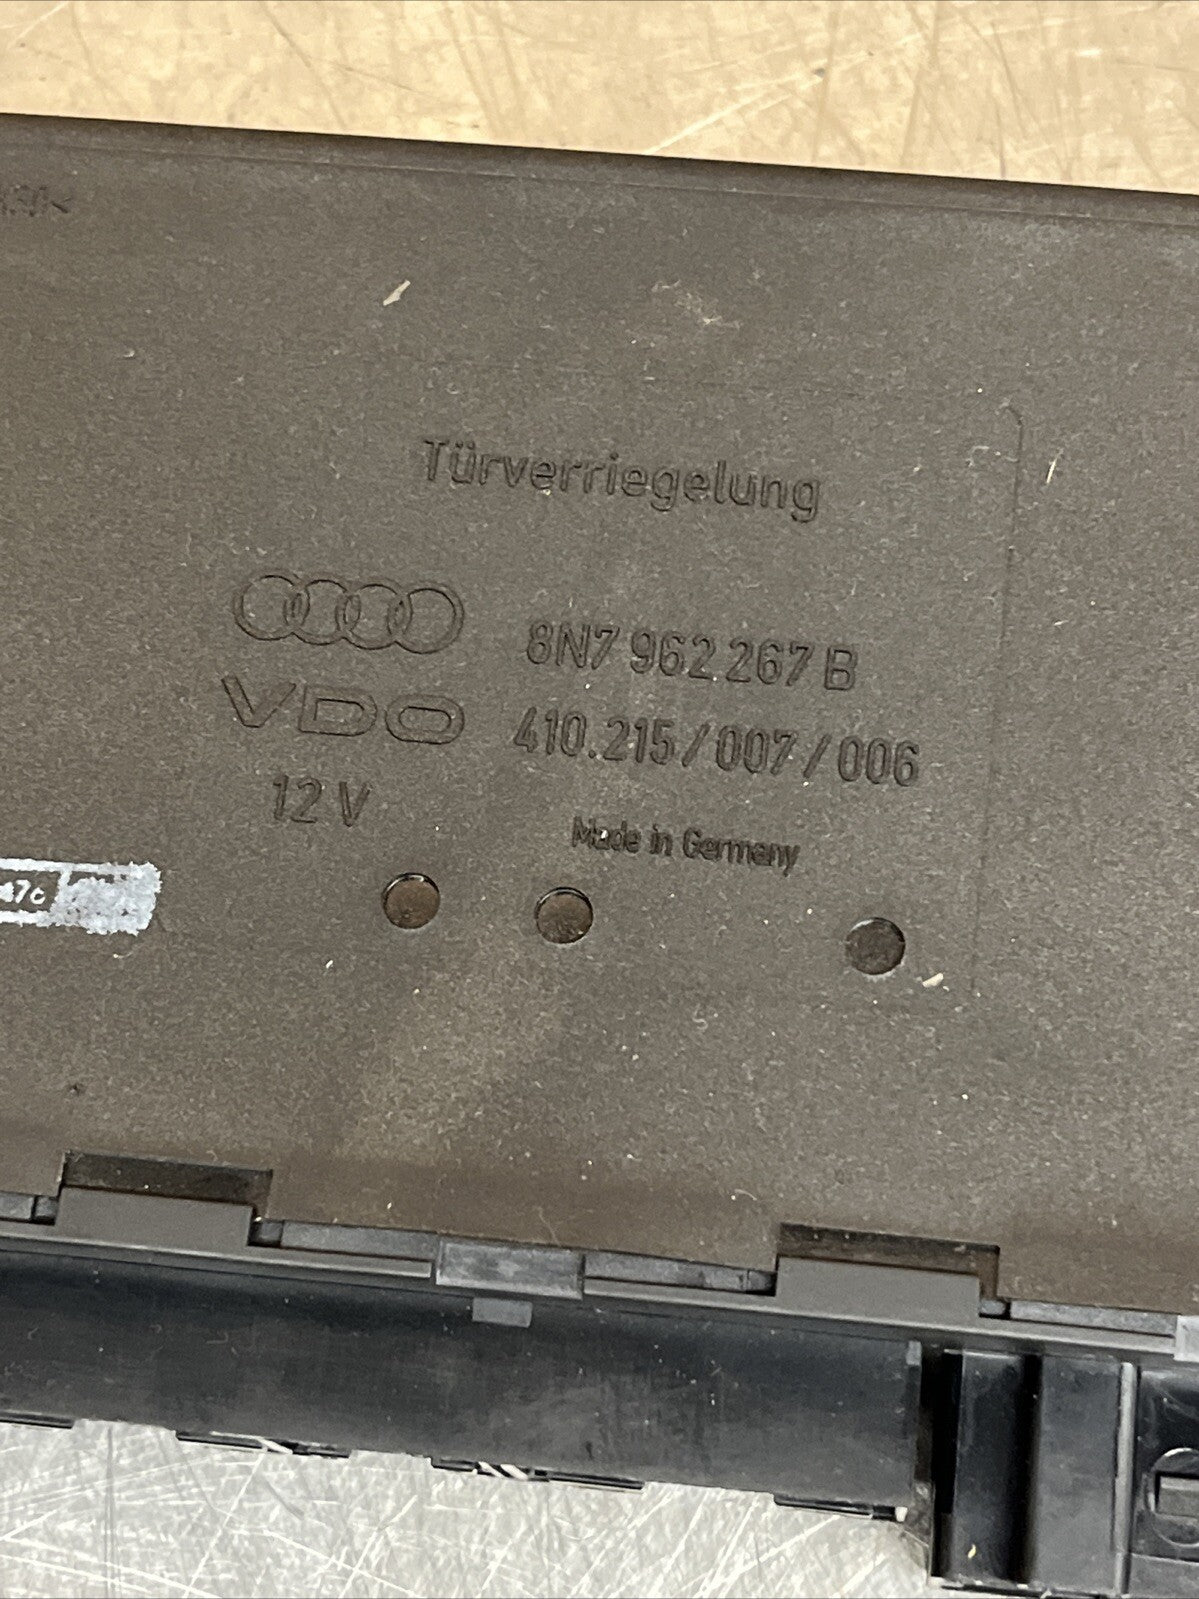 Türverriegelung
8N7 962 267 B
VDO 410.215/007/006
12 V
Made in Germany